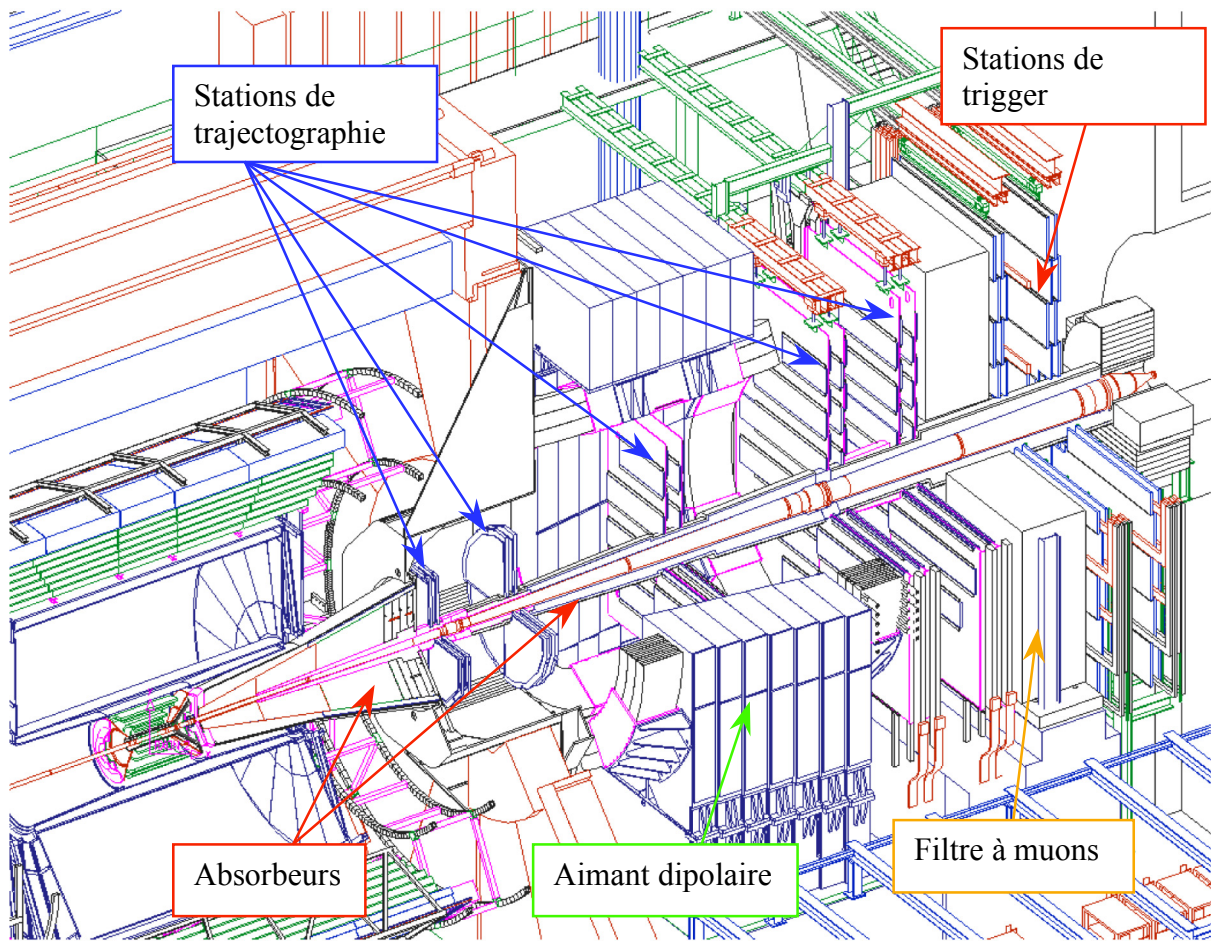 Stations de
trajectographie
Stations de
trigger
Absorbeurs
Aimant dipolaire
Filtre à muons